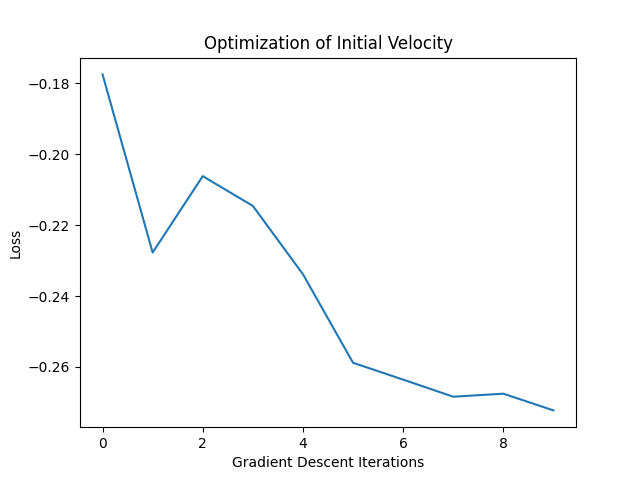 Optimization of Initial Velocity
−0.18
−0.20
−0.22
−0.24
−0.26
Loss
0 2 4 6 8
Gradient Descent Iterations